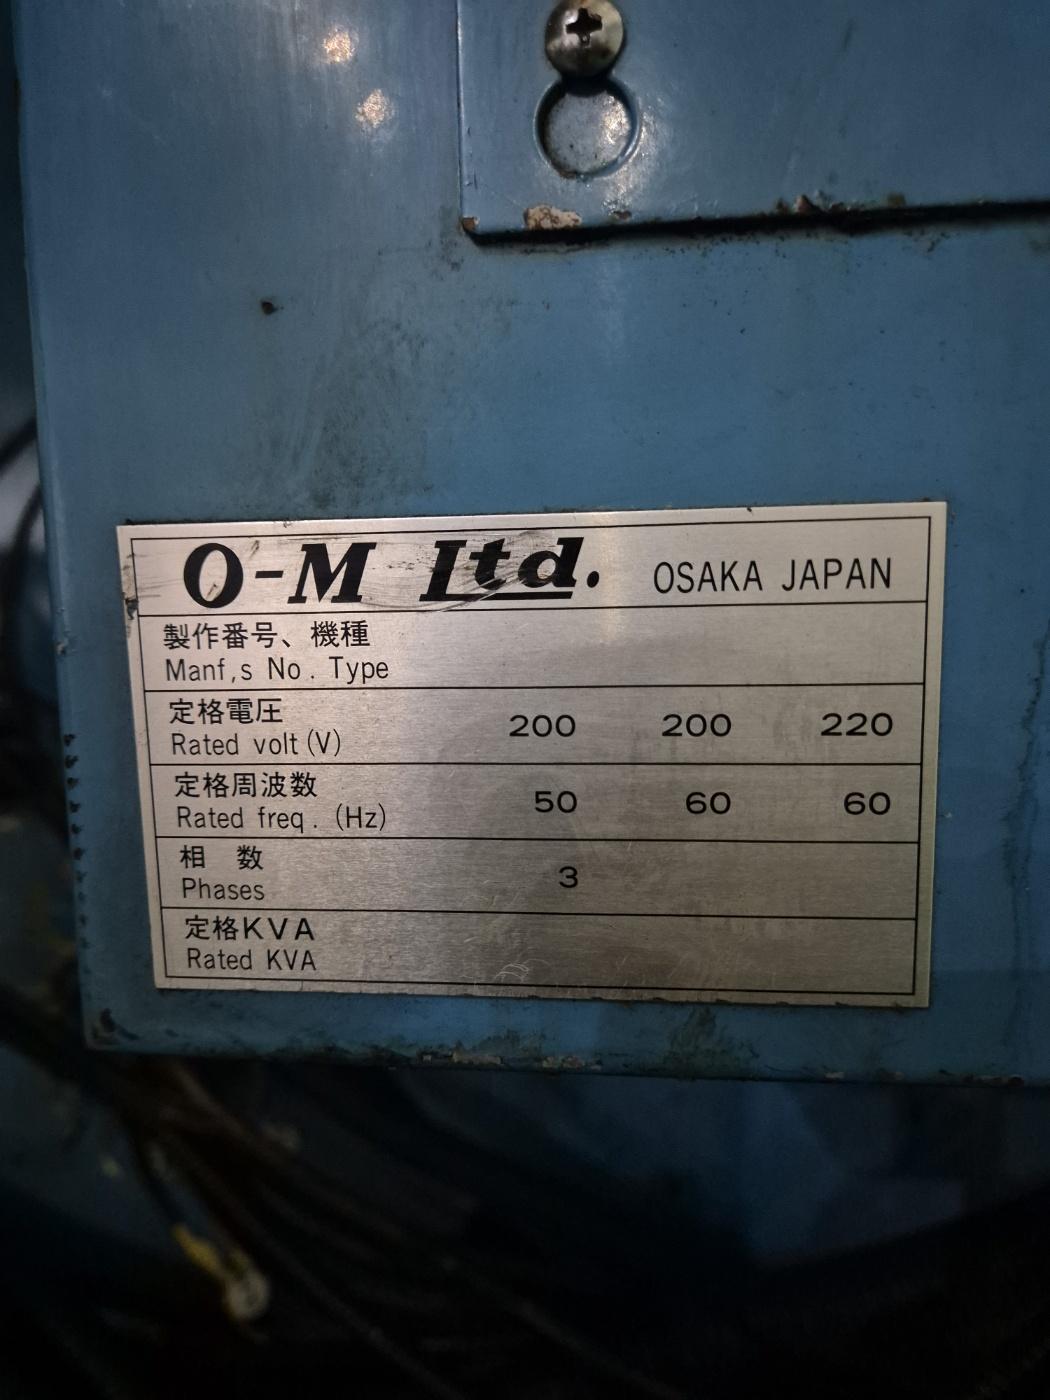 O-M Ltd. OSAKA JAPAN
製作番号、機種
Manf,s No. Type
定格電圧
Rated volt (V) 200 200 220
定格周波数
Rated freq. (Hz) 50 60 60
相 数
Phases 3
定格KVA
Rated KVA